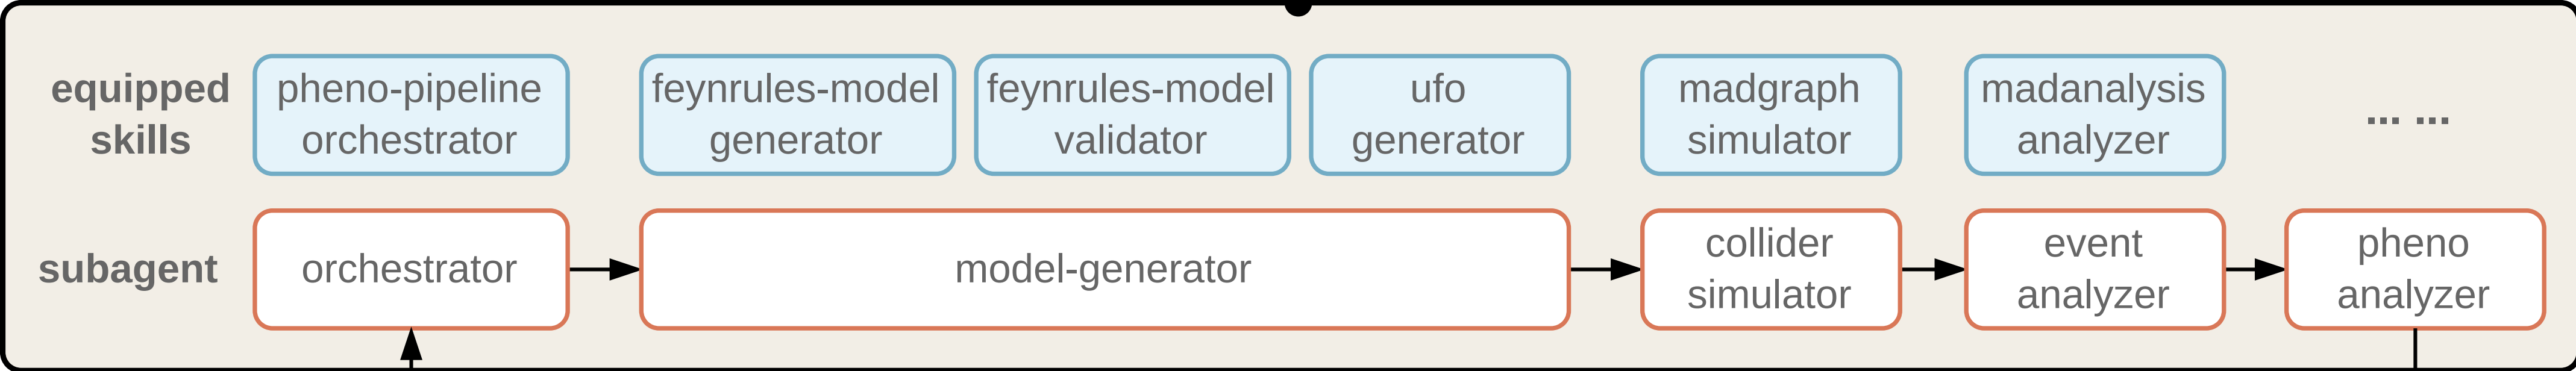 equipped
skills
pheno-pipeline
orchestrator
feynrules-model
generator
feynrules-model
validator
ufo
generator
madgraph
simulator
madanalysis
analyzer
... ...
subagent
orchestrator
model-generator
collider
simulator
event
analyzer
pheno
analyzer